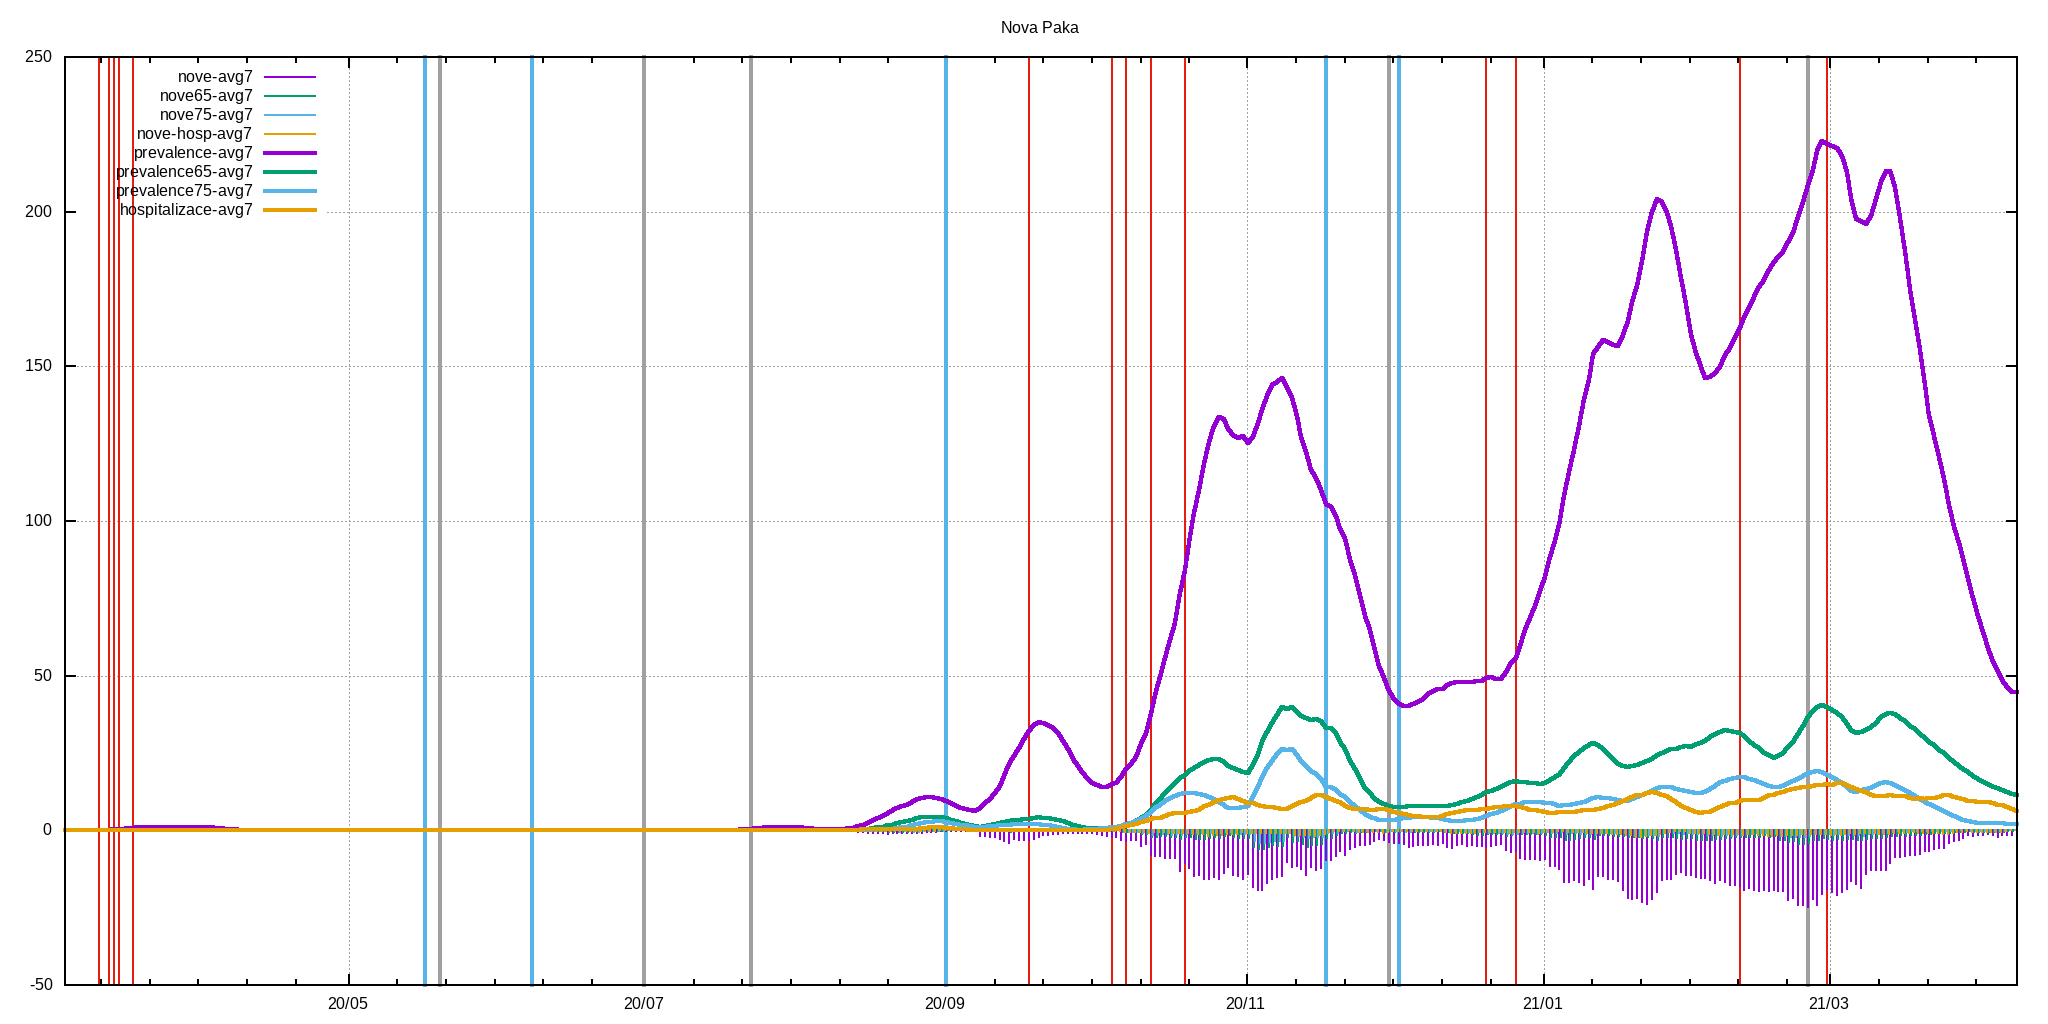 Nova Paka
250
nove-avg7
nove65-avg7
nove75-avg7
nove-hosp-avg7
prevalence-avg7
prevalence65-avg7
prevalence75-avg7
hospitalizace-avg7
200
150
100
50
0
-50
20/05 20/07 20/09 20/11 21/01 21/03